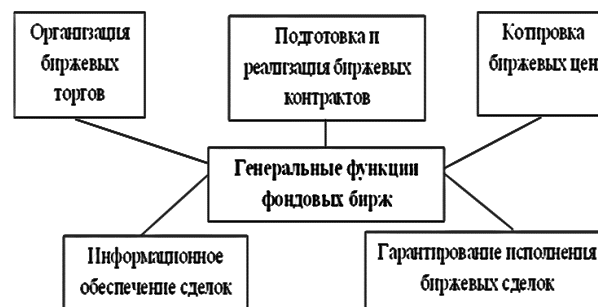 Организация
биржевых
торгов
Подготовка и
реализация биржевых
контрактов
Котировка
биржевых цен
Генеральные функции
фондовых бирж
Информационное
обеспечение сделок
Гарантирование исполнения
биржевых сделок